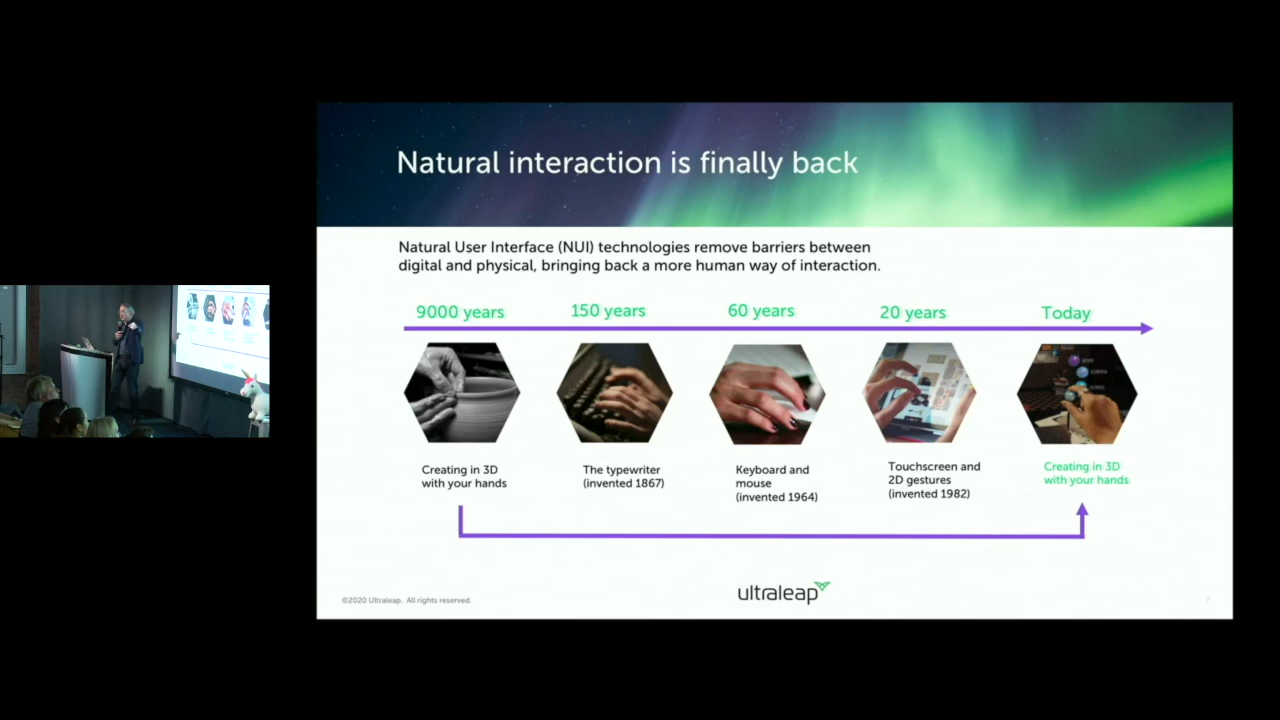 Natural interaction is finally back
Natural User Interface (NUI) technologies remove barriers between
digital and physical, bringing back a more human way of interaction.
9000 years
150 years
60 years
20 years
Today
Creating in 3D
with your hands
The typewriter
(invented 1867)
Keyboard and
mouse
(invented 1964)
Touchscreen and
2D gestures
(invented 1982)
Creating in 3D
with your hands
©2020 Ultraleap. All rights reserved.
ultraleap
7